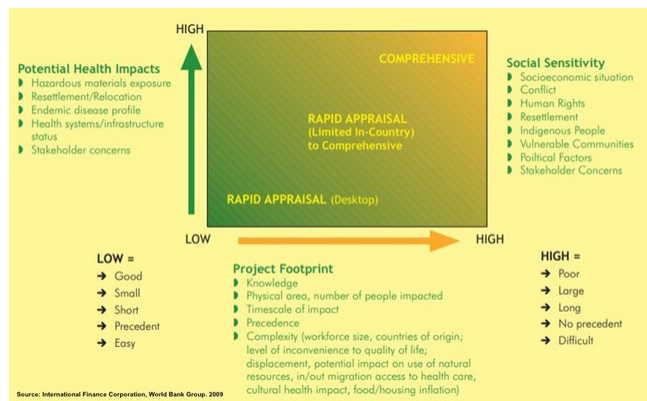 HIGH
Potential Health Impacts
Hazardous materials exposure
Resettlement/Relocation
Endemic disease profile
Health systems/infrastructure
status
Stakeholder concerns
COMPREHENSIVE
RAPID APPRAISAL
(Limited In-Country)
to Comprehensive
RAPID APPRAISAL (Desktop)
Social Sensitivity
Socioeconomic situation
Conflict
Human Rights
Resettlement
Indigenous People
Vulnerable Communities
Poiltical Factors
Stakeholder Concerns
LOW
HIGH
LOW =
Good
Small
Short
Precedent
Easy
Project Footprint
Knowledge
Physical area, number of people impacted
Timescale of impact
Precedence
Complexity (workforce size, countries of origin;
level of inconvenience to quality of life;
displacement, potential impact on use of natural
resources, in/out migration access to health care,
cultural health impact, food/housing inflation)
HIGH =
Poor
Large
Long
No precedent
Difficult
Source: International Finance Corporation, World Bank Group. 2009